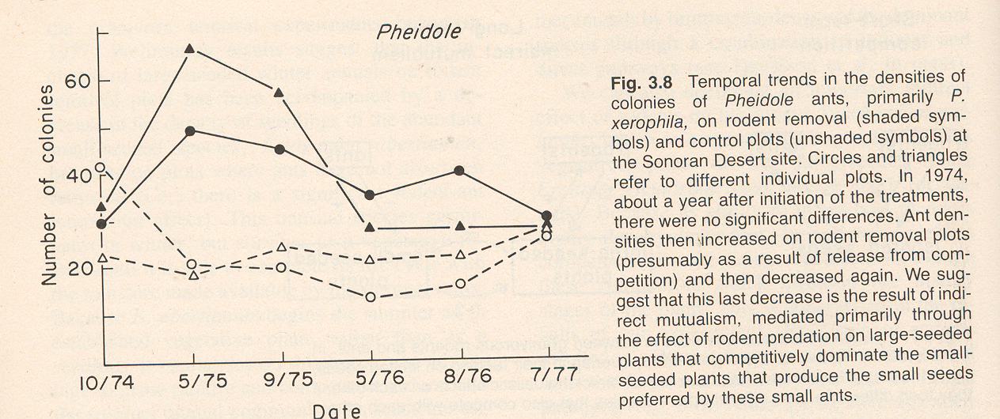 Pheidole
Number of colonies
60
40
20
10/74 5/75 9/75 5/76 8/76 7/77
Date
Fig. 3.8 Temporal trends in the densities of
colonies of Pheidole ants, primarily P.
xerophila, on rodent removal (shaded sym-
bols) and control plots (unshaded symbols) at
the Sonoran Desert site. Circles and triangles
refer to different individual plots. In 1974,
about a year after initiation of the treatments,
there were no significant differences. Ant den-
sities then increased on rodent removal plots
(presumably as a result of release from com-
petition) and then decreased again. We sug-
gest that this last decrease is the result of indi-
rect mutualism, mediated primarily through
the effect of rodent predation on large-seeded
plants that competitively dominate the small-
seeded plants that produce the small seeds
preferred by these small ants.